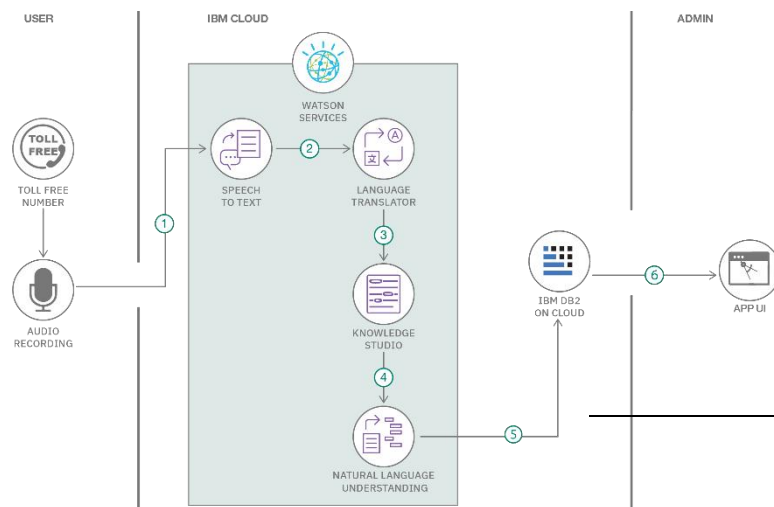 USER
IBM CLOUD
ADMIN
WATSON
SERVICES
TOLL
FREE
TOLL FREE
NUMBER
1
SPEECH
TO TEXT
2
A
文
LANGUAGE
TRANSLATOR
3
AUDIO
RECORDING
KNOWLEDGE
STUDIO
4
NATURAL LANGUAGE
UNDERSTANDING
5
IBM DB2
ON CLOUD
6
APP UI